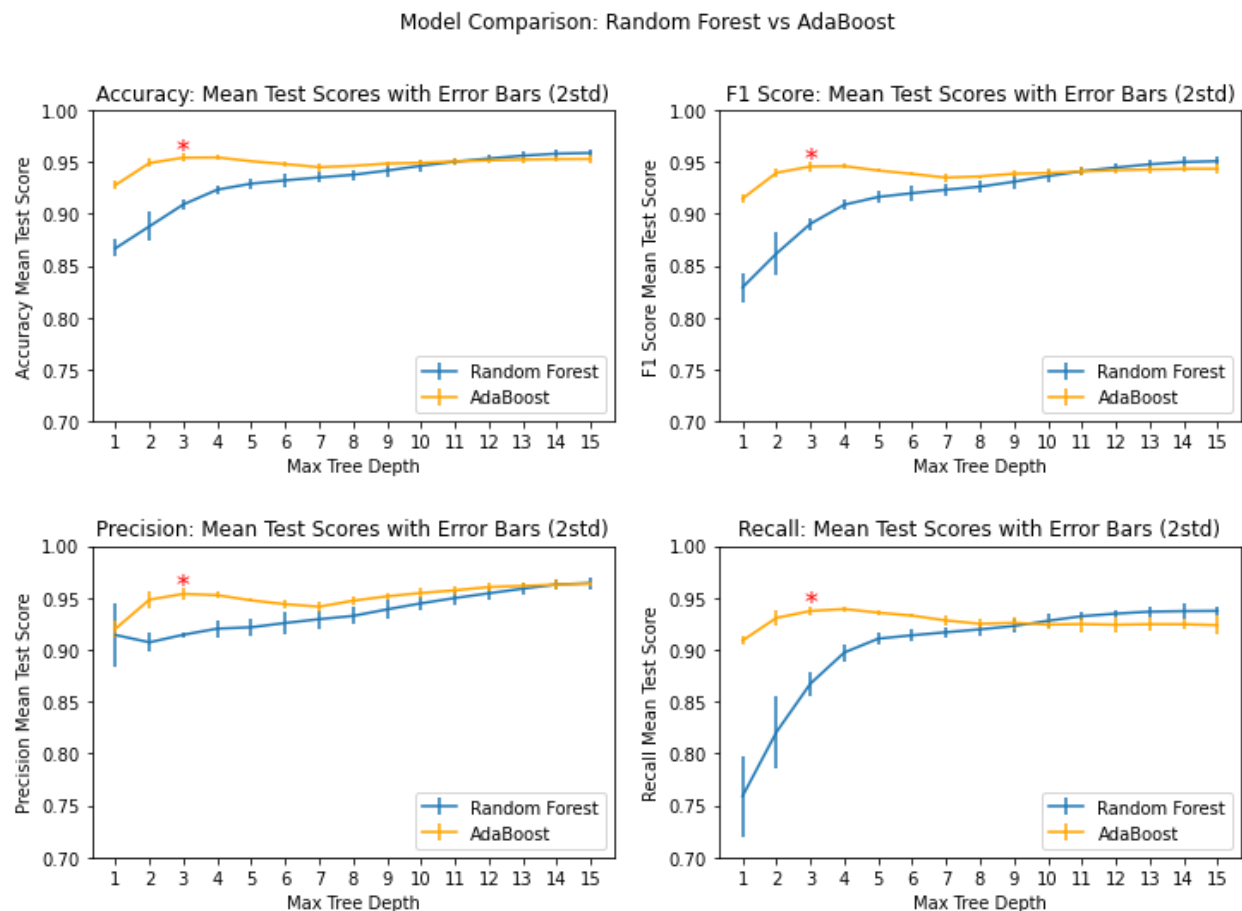 Model Comparison: Random Forest vs AdaBoost
Accuracy: Mean Test Scores with Error Bars (2std)
Accuracy Mean Test Score
1.00
0.95
0.90
0.85
0.80
0.75
0.70
*
Random Forest
AdaBoost
1 2 3 4 5 6 7 8 9 10 11 12 13 14 15
Max Tree Depth
F1 Score: Mean Test Scores with Error Bars (2std)
F1 Score Mean Test Score
1.00
0.95
0.90
0.85
0.80
0.75
0.70
*
Random Forest
AdaBoost
1 2 3 4 5 6 7 8 9 10 11 12 13 14 15
Max Tree Depth
Precision: Mean Test Scores with Error Bars (2std)
Precision Mean Test Score
1.00
0.95
0.90
0.85
0.80
0.75
0.70
*
Random Forest
AdaBoost
1 2 3 4 5 6 7 8 9 10 11 12 13 14 15
Max Tree Depth
Recall: Mean Test Scores with Error Bars (2std)
Recall Mean Test Score
1.00
0.95
0.90
0.85
0.80
0.75
0.70
*
Random Forest
AdaBoost
1 2 3 4 5 6 7 8 9 10 11 12 13 14 15
Max Tree Depth